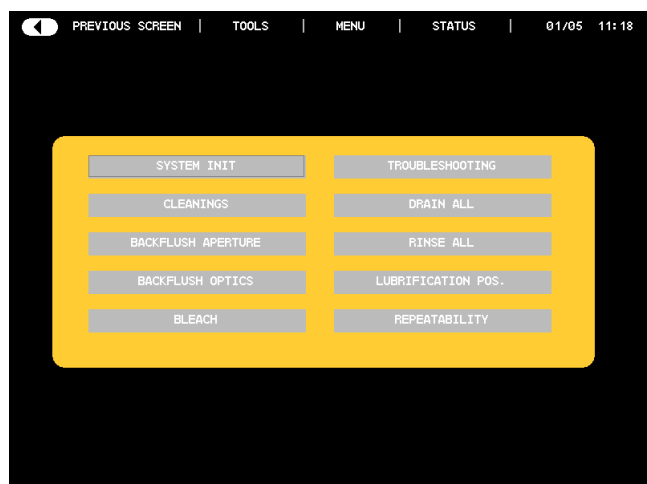 PREVIOUS SCREEN | TOOLS | MENU | STATUS | 01/05 11:18
SYSTEM INIT
TROUBLESHOOTING
CLEANINGS
DRAIN ALL
BACKFLUSH APERTURE
RINSE ALL
BACKFLUSH OPTICS
LUBRIFICATION POS.
BLEACH
REPEATABILITY